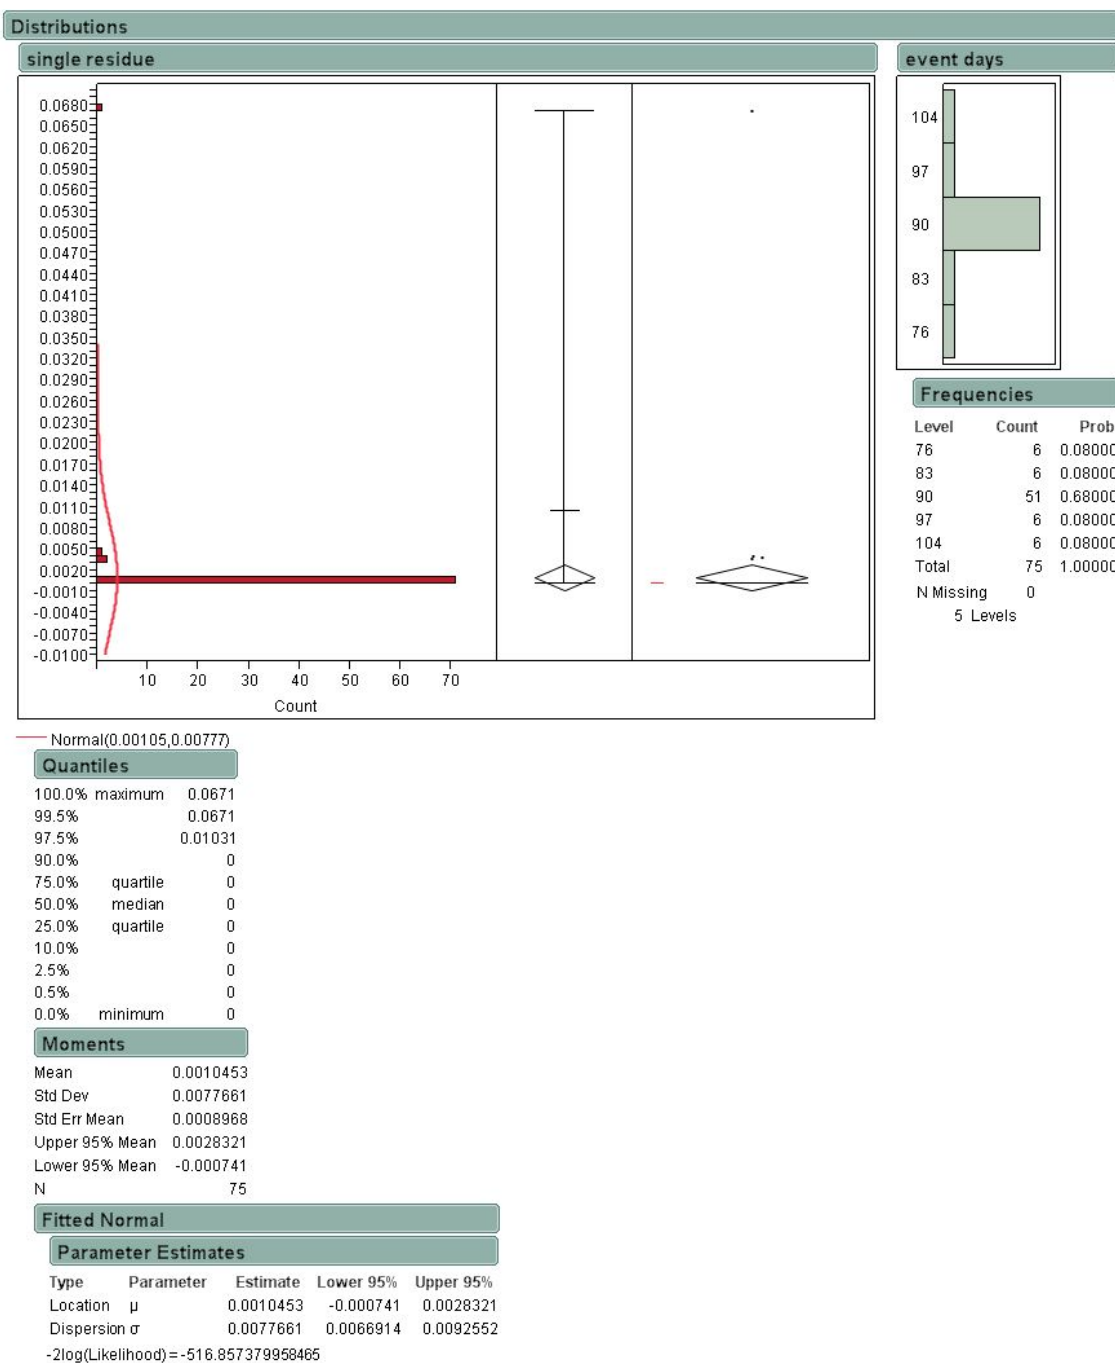 Distributions
single residue
0.0680
0.0650
0.0620
0.0590
0.0560
0.0530
0.0500
0.0470
0.0440
0.0410
0.0380
0.0350
0.0320
0.0290
0.0260
0.0230
0.0200
0.0170
0.0140
0.0110
0.0080
0.0050
0.0020
-0.0010
-0.0040
-0.0070
-0.0100
10 20 30 40 50 60 70
Count
Normal(0.00105,0.00777)
Quantiles
100.0% maximum 0.0671
99.5% 0.0671
97.5% 0.01031
90.0% 0
75.0% quartile 0
50.0% median 0
25.0% quartile 0
10.0% 0
2.5% 0
0.5% 0
0.0% minimum 0
Moments
Mean 0.0010453
Std Dev 0.0077661
Std Err Mean 0.0008968
Upper 95% Mean 0.0028321
Lower 95% Mean -0.000741
N 75
Fitted Normal
Parameter Estimates
Type Parameter Estimate Lower 95% Upper 95%
Location μ 0.0010453 -0.000741 0.0028321
Dispersion σ 0.0077661 0.0066914 0.0092552
-2log(Likelihood)=-516.857379958465
event days
104
97
90
83
76
Frequencies
Level Count Prob
76 6 0.08000
83 6 0.08000
90 51 0.68000
97 6 0.08000
104 6 0.08000
Total 75 1.00000
N Missing 0
5 Levels